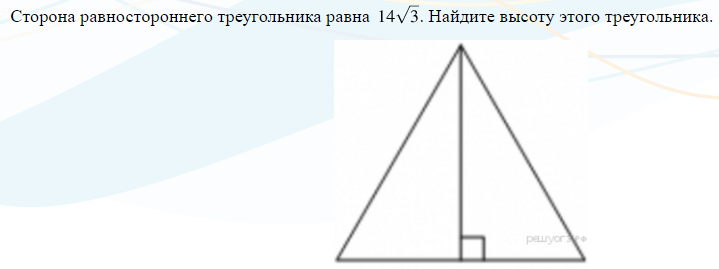 Сторона равностороннего треугольника равна 14√3. Найдите высоту этого треугольника.